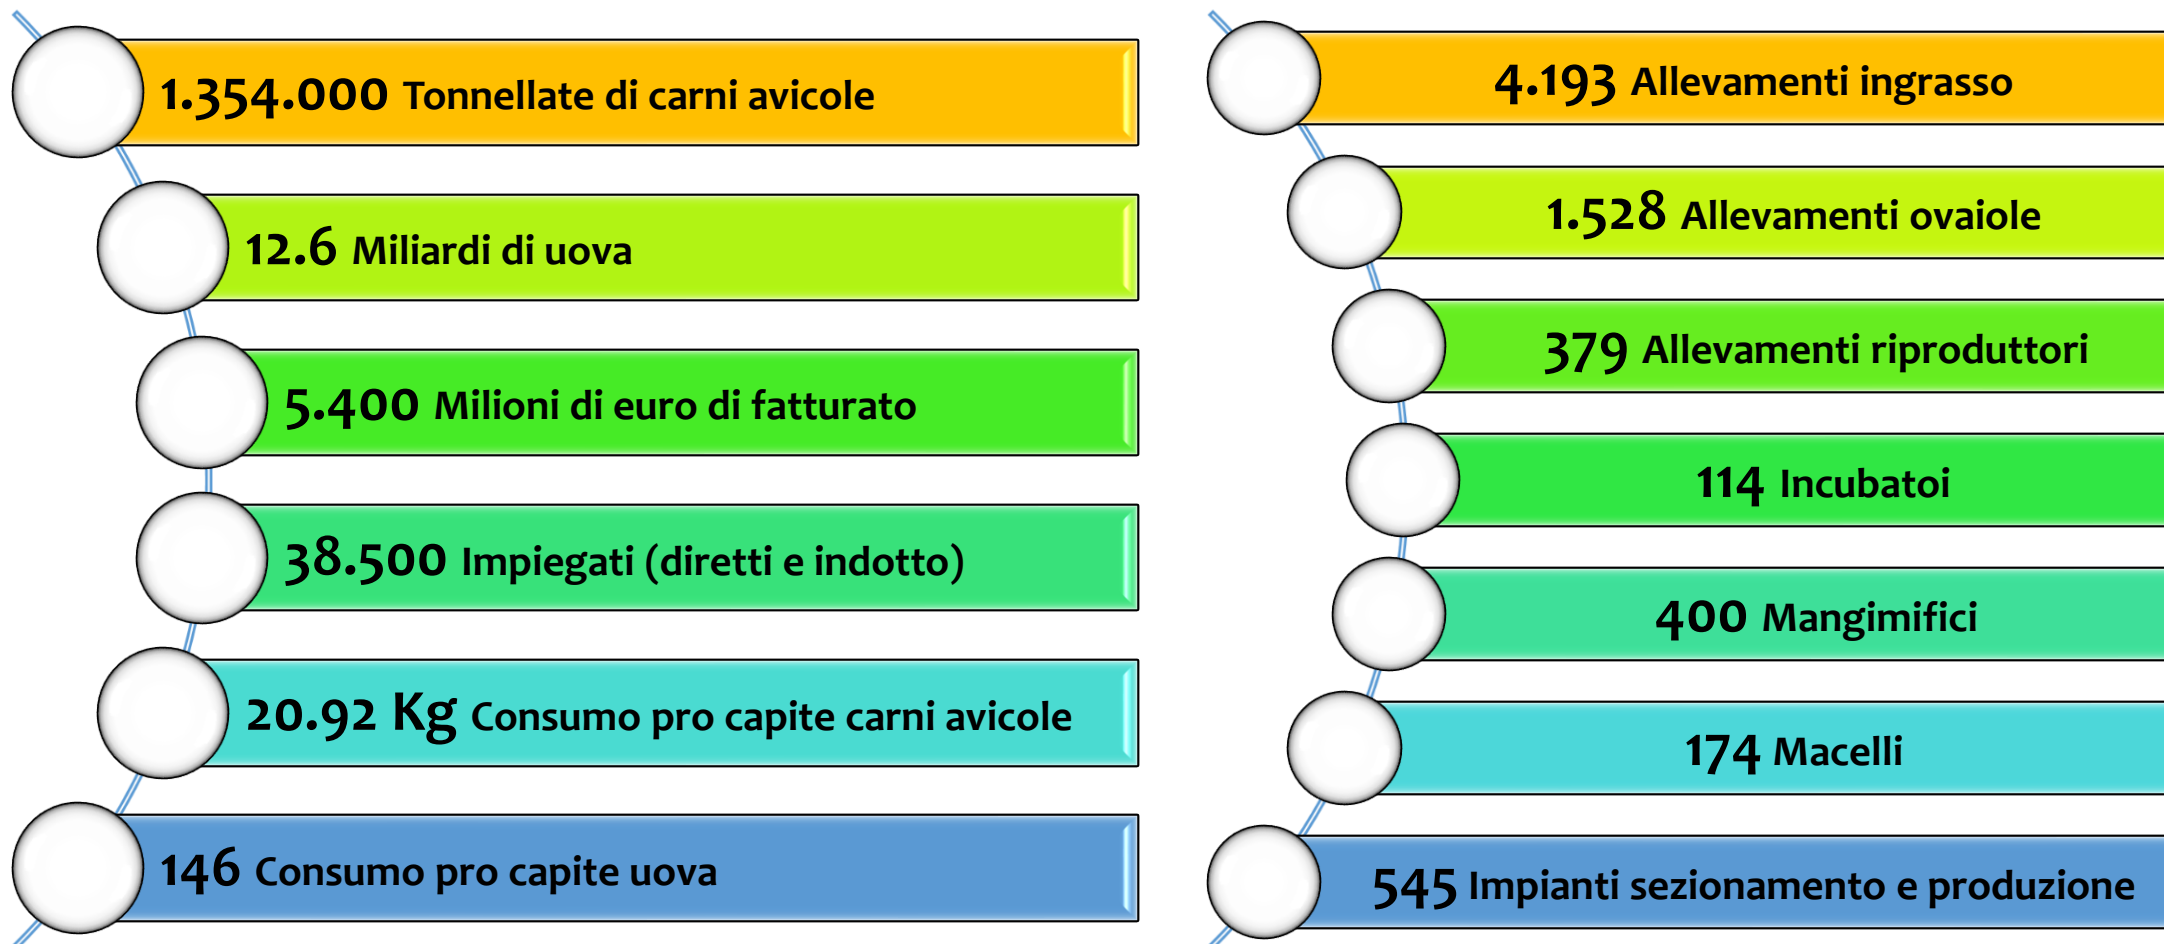 1.354.000 Tonnellate di carni avicole
12.6 Miliardi di uova
5.400 Milioni di euro di fatturato
38.500 Impiegati (diretti e indotto)
20.92 Kg Consumo pro capite carni avicole
146 Consumo pro capite uova
4.193 Allevamenti ingrasso
1.528 Allevamenti ovaiole
379 Allevamenti riproduttori
114 Incubatoi
400 Mangimifici
174 Macelli
545 Impianti sezionamento e produzione